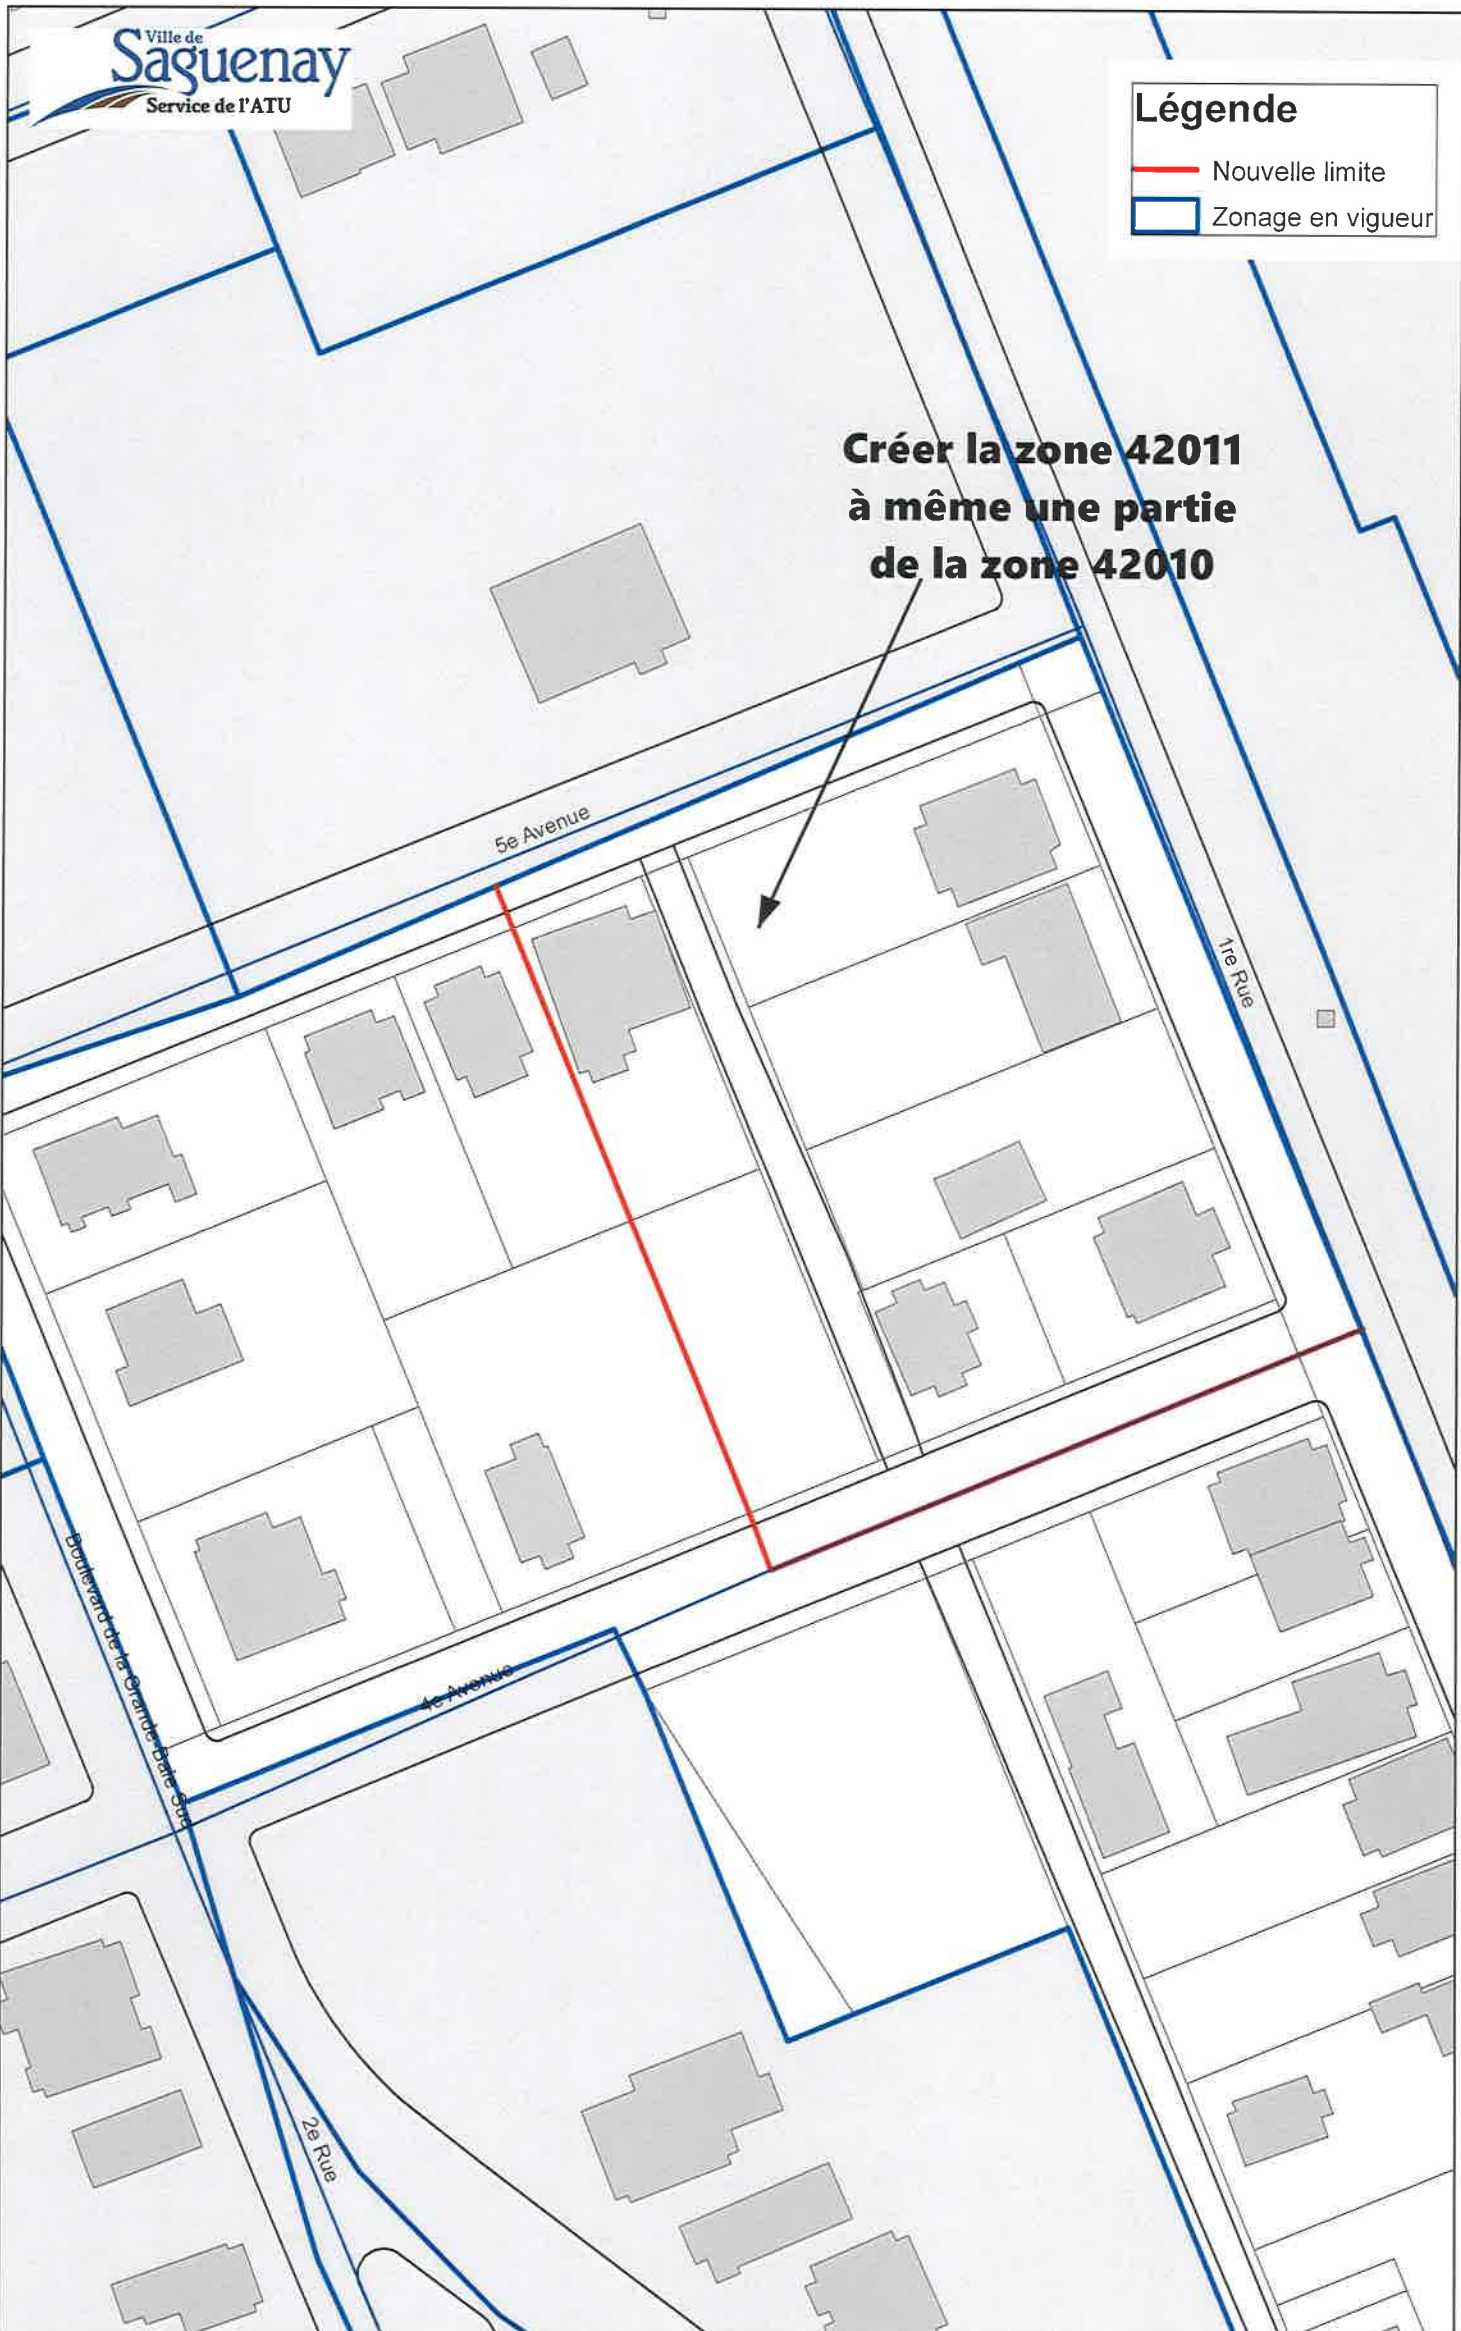 Ville de
Saguenay
Service de l'ATU
Légende
Nouvelle limite
Zonage en vigueur
Créer la zone 42011
à même une partie
de la zone 42010
5e Avenue
1re Rue
Boulevard de la Grande-Baie Sud
4e Avenue
2e Rue